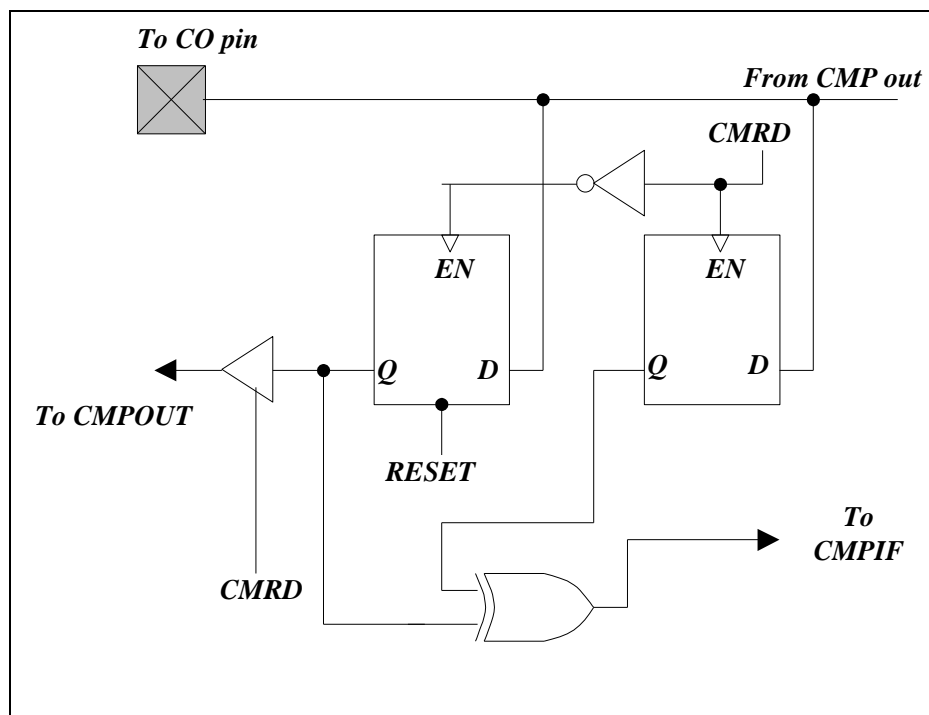 To CO pin
From CMP out
CMRD
EN
EN
Q
D
Q
D
To CMPOUT
RESET
To
CMPIF
CMRD